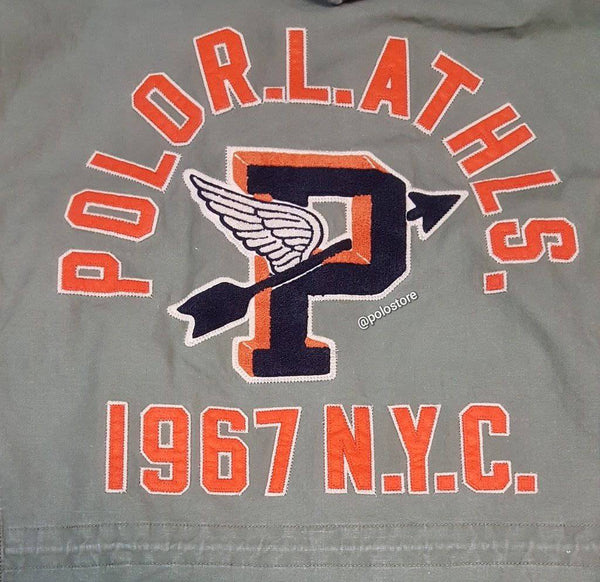 POLO R.L. ATHLS.
P
@polostore
1967 N.Y.C.